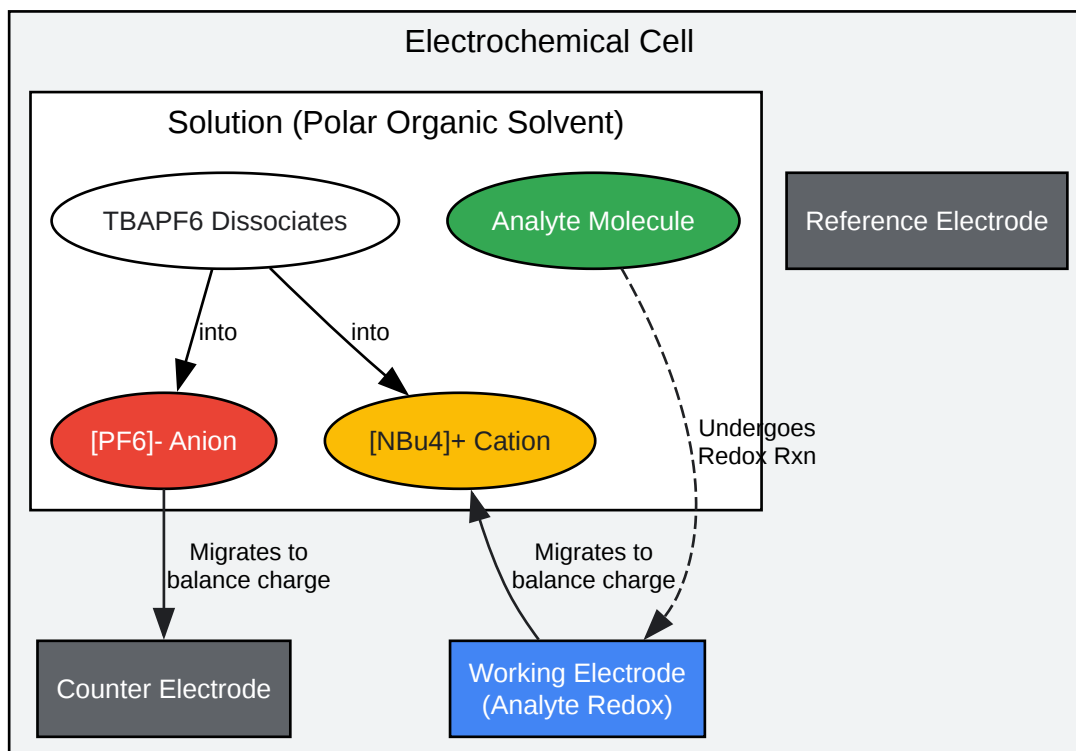 Electrochemical Cell
Solution (Polar Organic Solvent)
TBAPF6 Dissociates
Analyte Molecule
Reference Electrode
into
into
[PF6]- Anion
[NBu4]+ Cation
Undergoes
Redox Rxn
Migrates to
balance charge
Migrates to
balance charge
Counter Electrode
Working Electrode
(Analyte Redox)